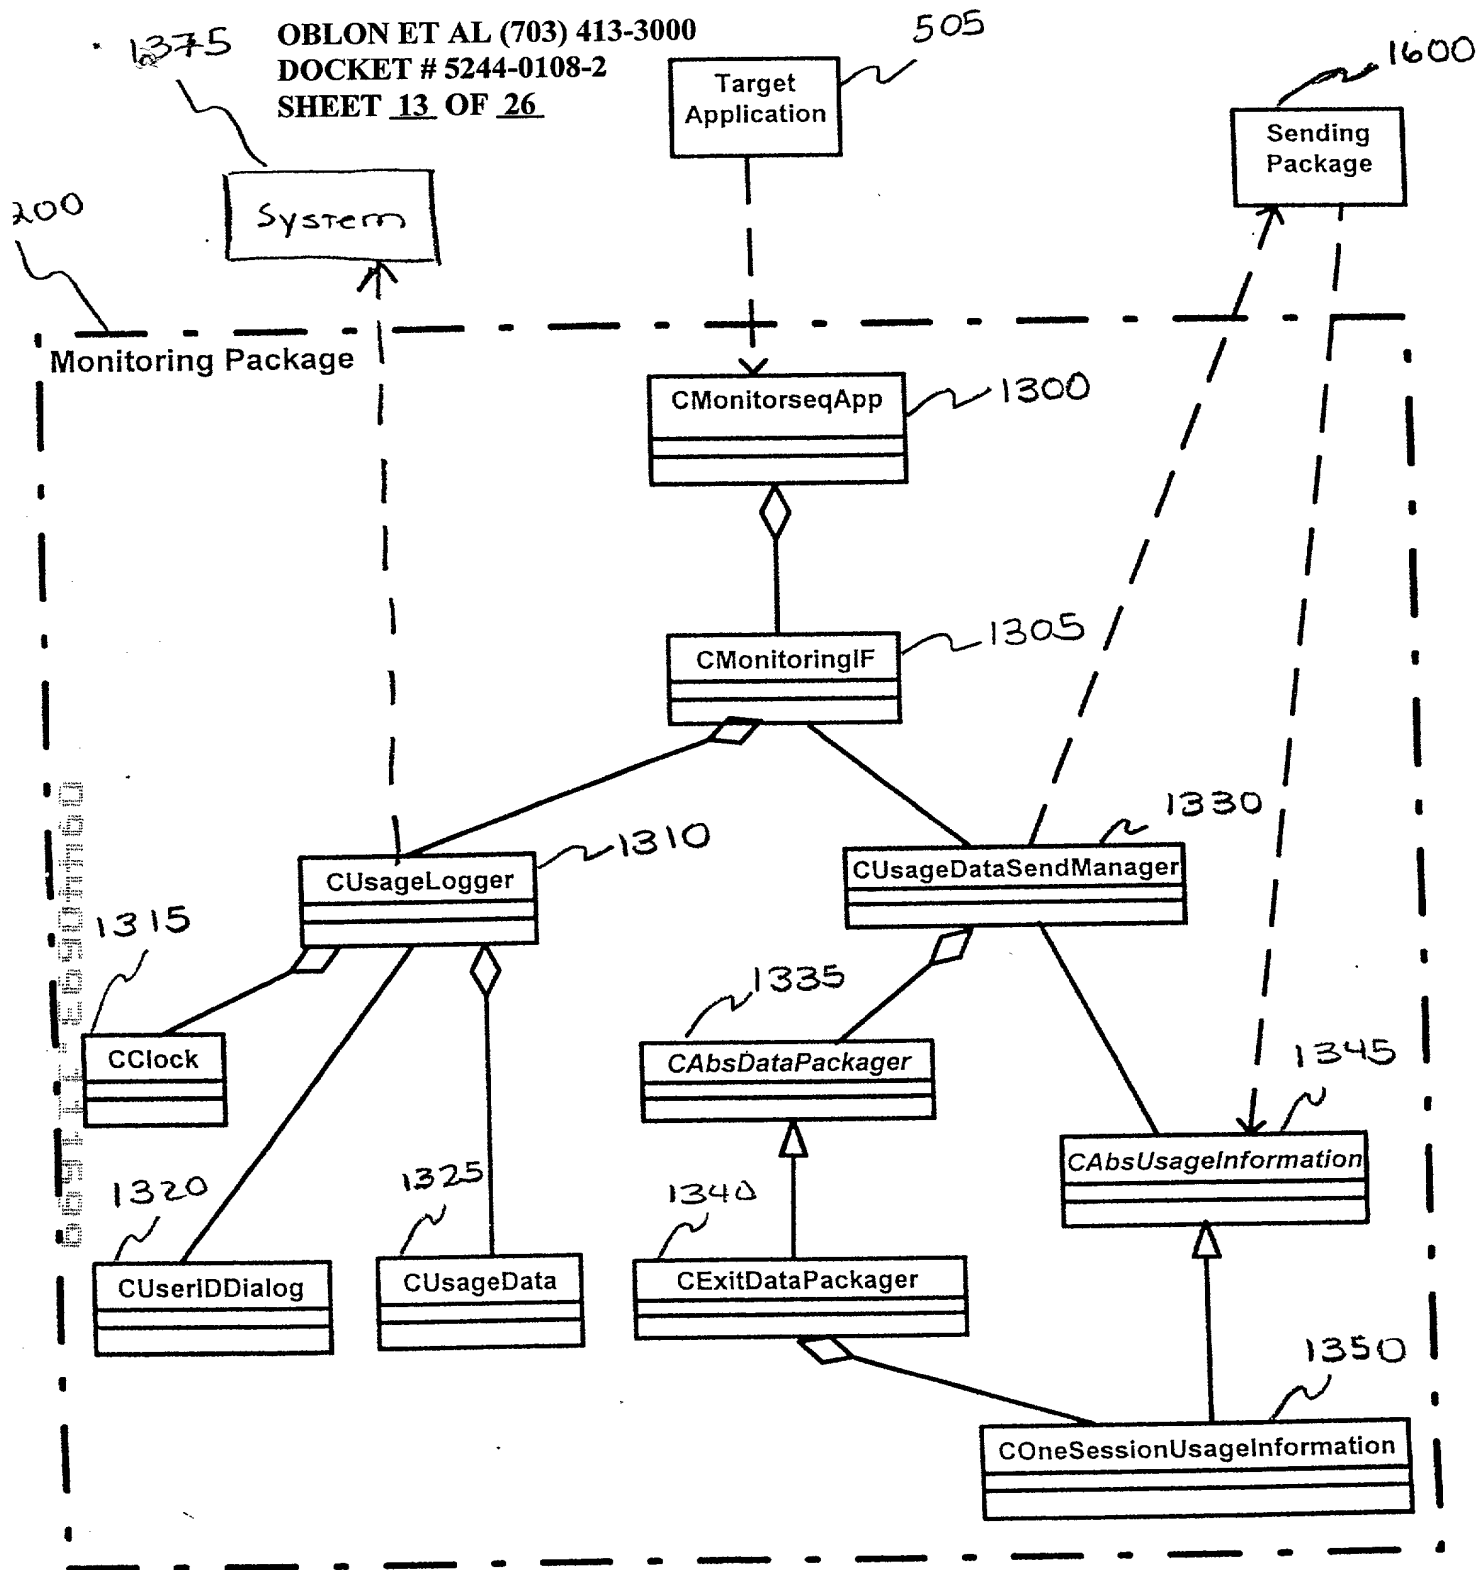 1375
OBLON ET AL (703) 413-3000
DOCKET # 5244-0108-2
SHEET 13 OF 26
505
1600
Target
Application
Sending
Package
200
System
Monitoring Package
CMonitorseqApp
1300
CMonitoringIF
1305
1310
1330
CUsageLogger
CUsageDataSendManager
1315
1335
CClock
CAbsDataPackager
1345
CAbsUsageInformation
1320
1325
1340
CUserIDDialog
CUsageData
CExitDataPackager
1350
COneSessionUsageInformation